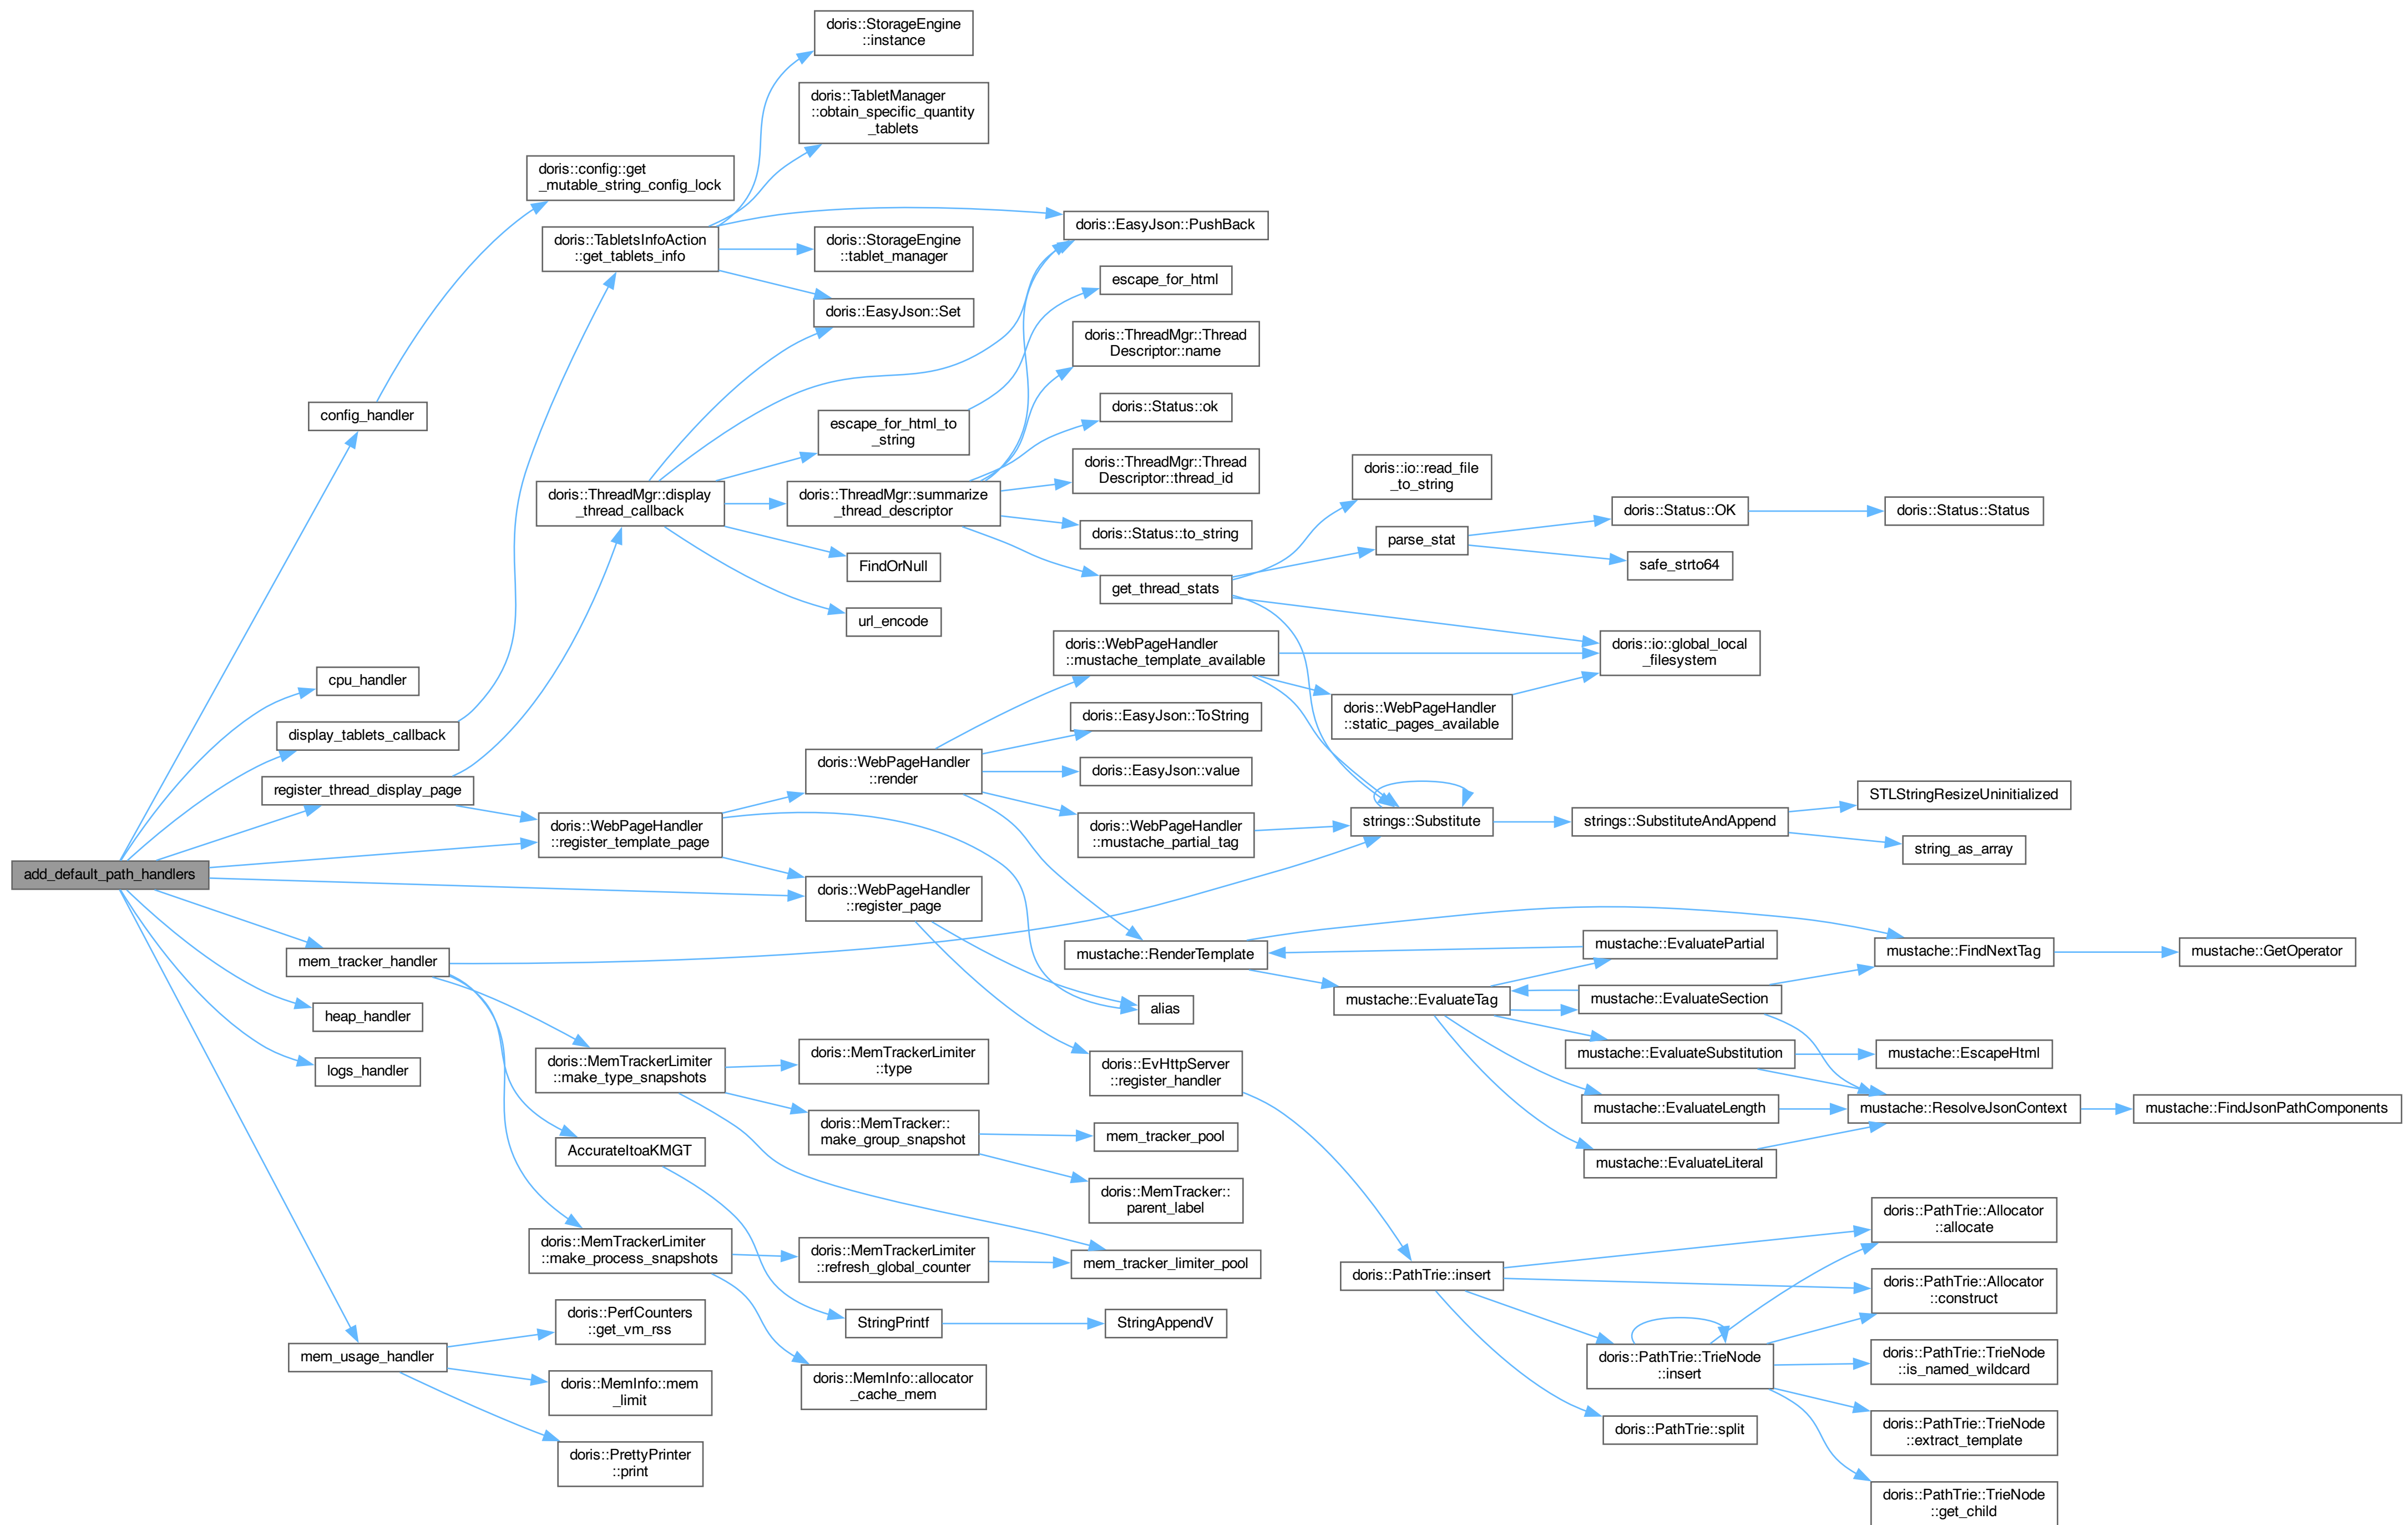 add_default_path_handlers
config_handler
cpu_handler
display_tablets_callback
register_thread_display_page
mem_tracker_handler
heap_handler
logs_handler
mem_usage_handler
doris::config::get
_mutable_string_config_lock
doris::TabletsInfoAction
::get_tablets_info
doris::ThreadMgr::display
_thread_callback
doris::WebPageHandler
::register_template_page
doris::MemTrackerLimiter
::make_type_snapshots
AccurateItoaKMGT
doris::MemTrackerLimiter
::make_process_snapshots
doris::PerfCounters
::get_vm_rss
doris::MemInfo::mem
_limit
doris::PrettyPrinter
::print
doris::StorageEngine
::instance
doris::TabletManager
::obtain_specific_quantity
_tablets
doris::StorageEngine
::tablet_manager
doris::EasyJson::Set
escape_for_html_to
_string
doris::ThreadMgr::summarize
_thread_descriptor
FindOrNull
url_encode
doris::WebPageHandler
::render
doris::WebPageHandler
::register_page
doris::MemTrackerLimiter
::type
doris::MemTracker::
make_group_snapshot
doris::MemTrackerLimiter
::refresh_global_counter
StringPrintf
doris::MemInfo::allocator
_cache_mem
doris::EasyJson::PushBack
escape_for_html
doris::ThreadMgr::Thread
Descriptor::name
doris::Status::ok
doris::ThreadMgr::Thread
Descriptor::thread_id
doris::Status::to_string
get_thread_stats
doris::WebPageHandler
::mustache_template_available
doris::EasyJson::ToString
doris::EasyJson::value
doris::WebPageHandler
::mustache_partial_tag
mustache::RenderTemplate
alias
doris::EvHttpServer
::register_handler
mem_tracker_pool
doris::MemTracker::
parent_label
mem_tracker_limiter_pool
StringAppendV
doris::io::read_file
_to_string
parse_stat
doris::WebPageHandler
::static_pages_available
strings::Substitute
mustache::EvaluateTag
doris::PathTrie::insert
doris::Status::OK
safe_strto64
doris::io::global_local
_filesystem
strings::SubstituteAndAppend
mustache::EvaluatePartial
mustache::EvaluateSection
mustache::EvaluateSubstitution
mustache::EvaluateLength
mustache::EvaluateLiteral
doris::PathTrie::TrieNode
::insert
doris::PathTrie::split
doris::Status::Status
STLStringResizeUninitialized
string_as_array
mustache::FindNextTag
mustache::EscapeHtml
mustache::ResolveJsonContext
doris::PathTrie::Allocator
::allocate
doris::PathTrie::Allocator
::construct
doris::PathTrie::TrieNode
::is_named_wildcard
doris::PathTrie::TrieNode
::extract_template
doris::PathTrie::TrieNode
::get_child
mustache::GetOperator
mustache::FindJsonPathComponents